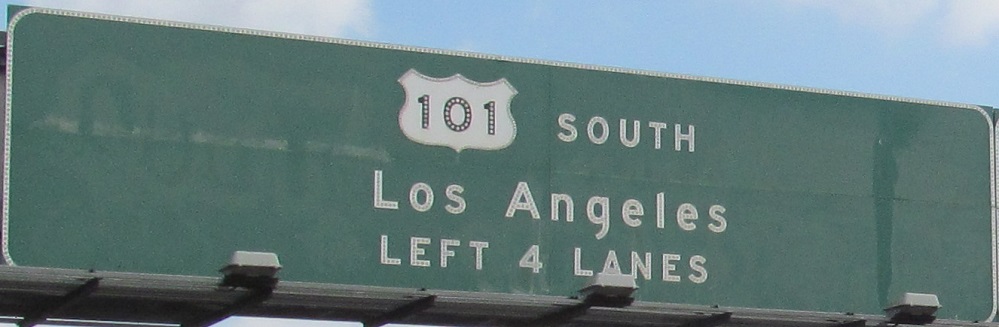 101 SOUTH
Los Angeles
LEFT 4 LANES